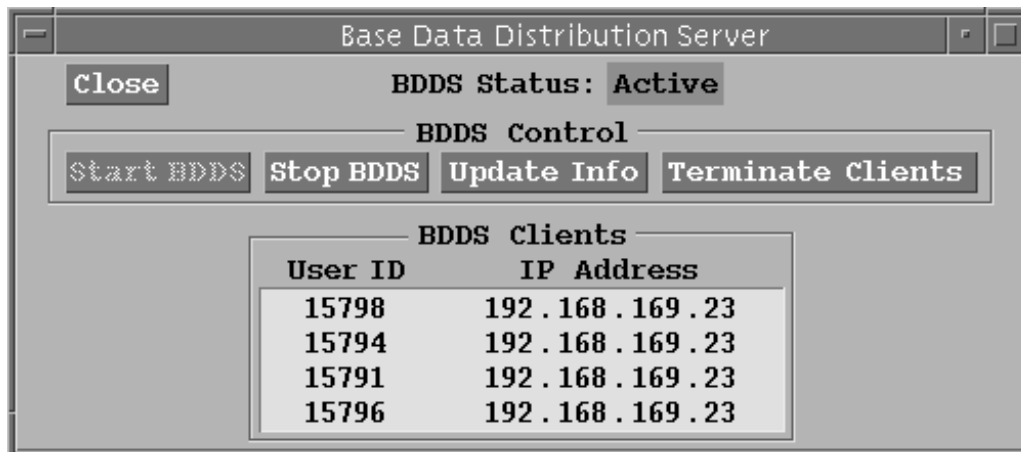 Base Data Distribution Server
Close BDDS Status: Active
BDDS Control
Start BDDS Stop BDDS Update Info Terminate Clients
BDDS Clients
User ID IP Address
15798 192.168.169.23
15794 192.168.169.23
15791 192.168.169.23
15796 192.168.169.23